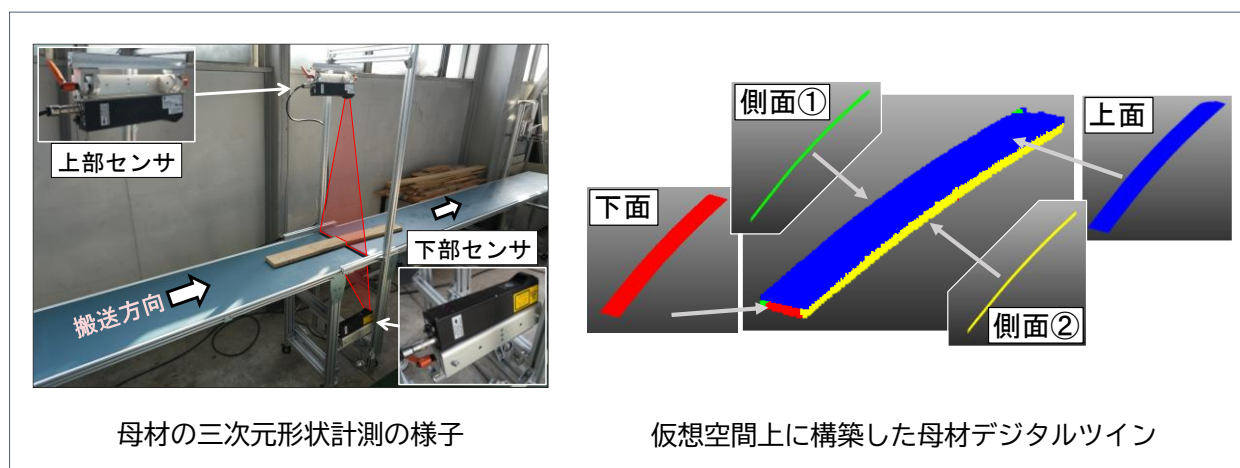 上部センサ
下部センサ
搬送方向
母材の三次元形状計測の様子
側面①
上面
下面
側面②
仮想空間上に構築した母材デジタルツイン